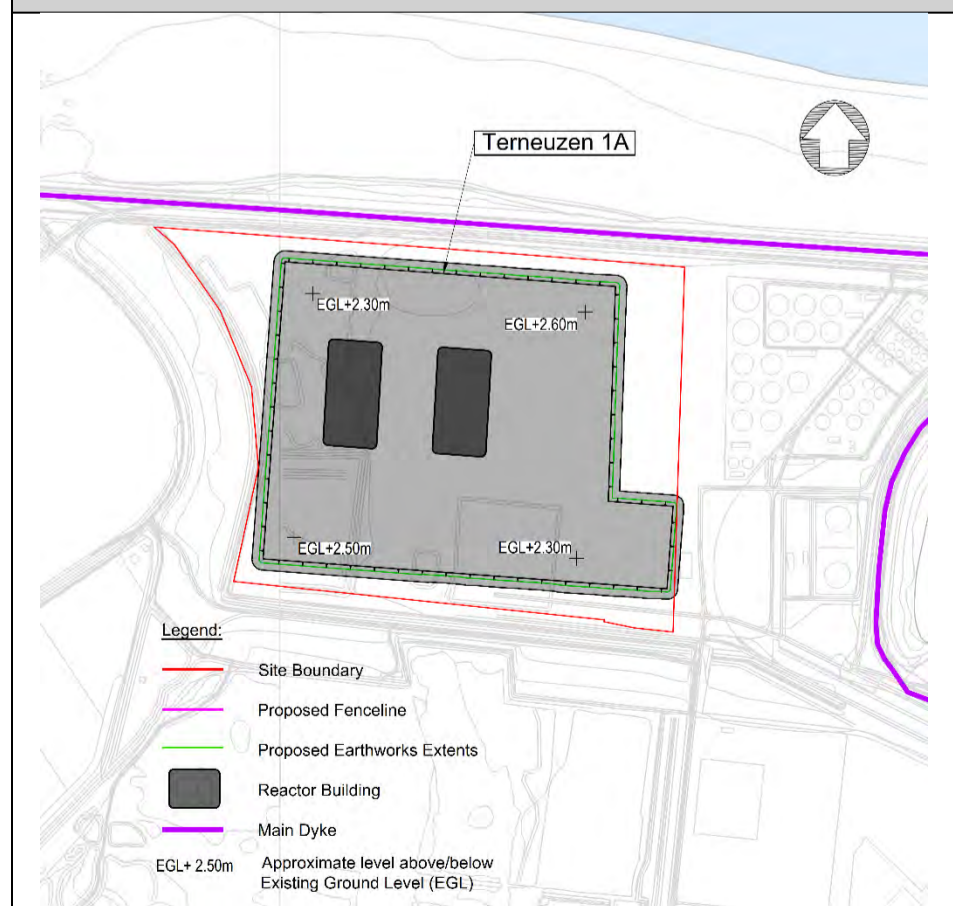 Terneuzen 1A
EGL+2.30m
EGL+2.60m
EGL+2.50m
EGL+2.30m
Legend:
Site Boundary
Proposed Fenceline
Proposed Earthworks Extents
Reactor Building
Main Dyke
EGL+ 2.50m Approximate level above/below
Existing Ground Level (EGL)